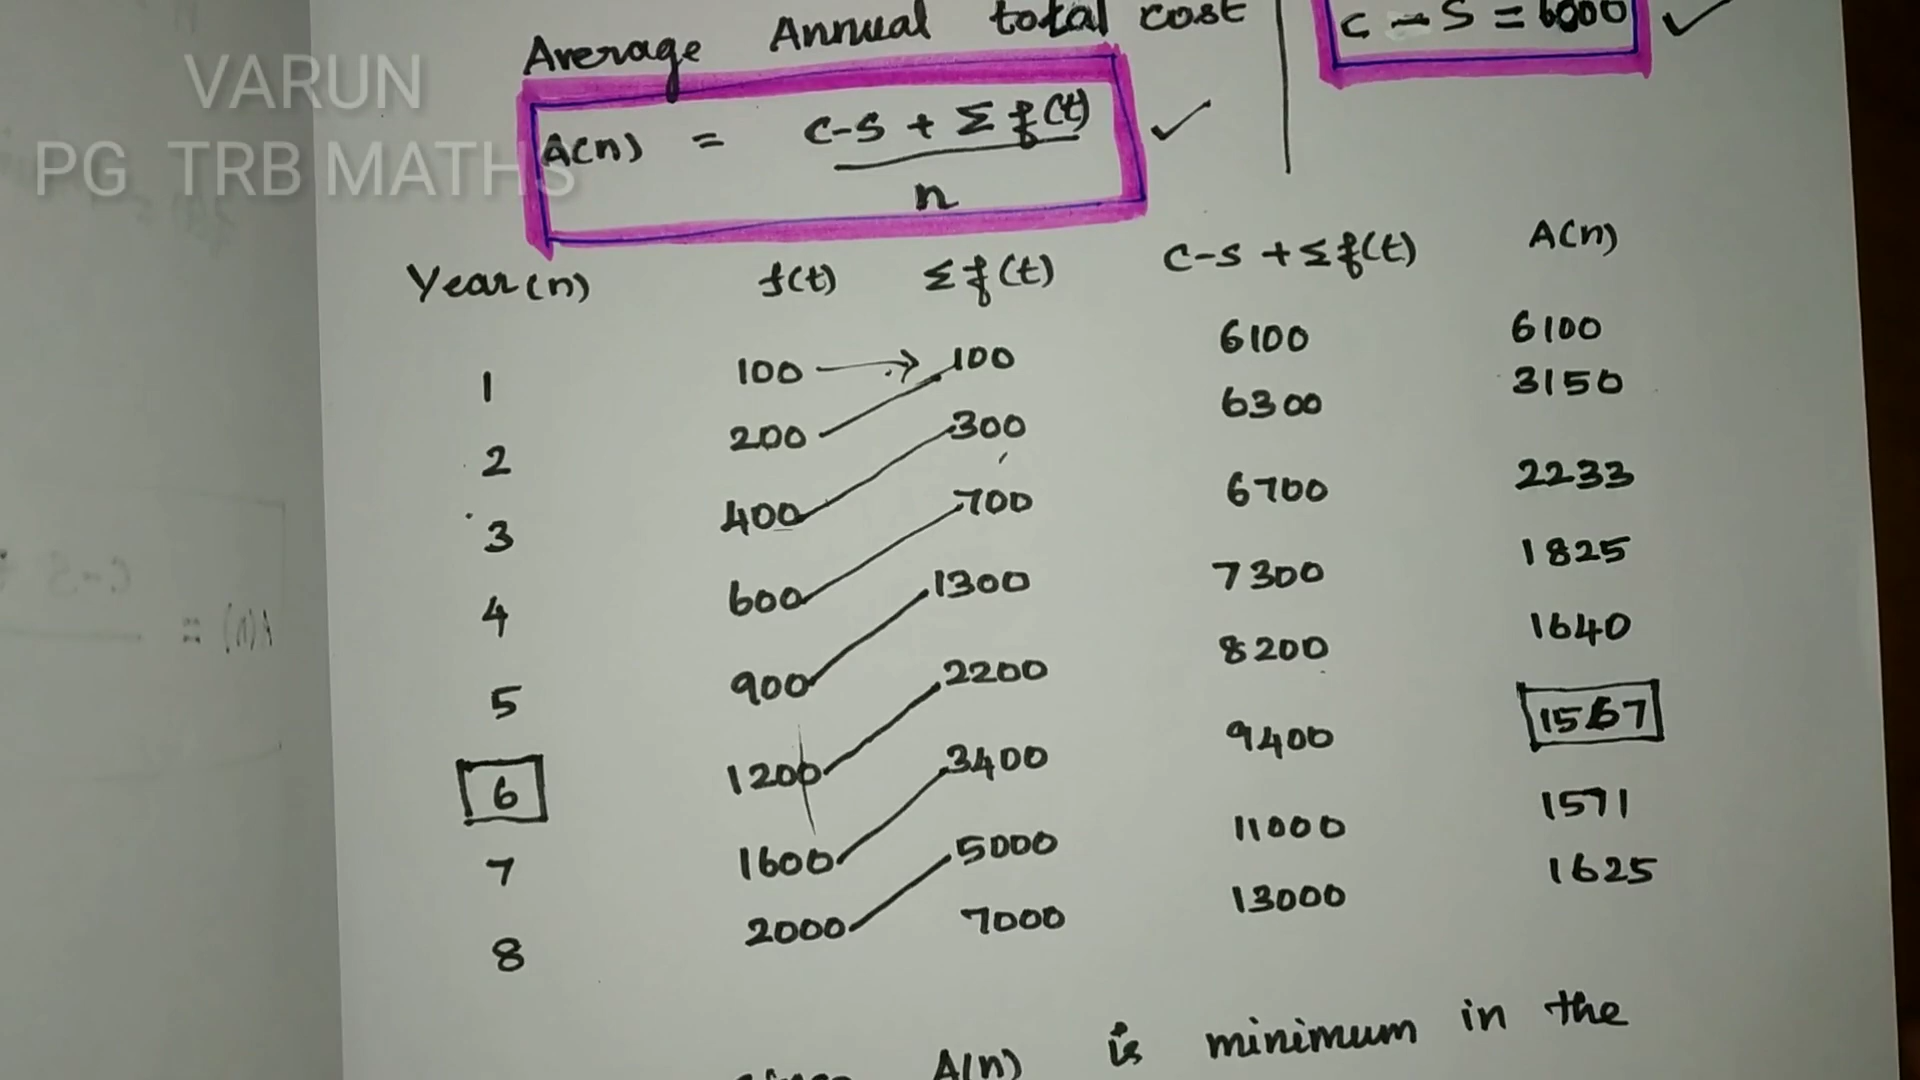 Average Annual total cost
C - S = 6000
VARUN
PG TRB MATHS
A(n) = C-S + Σ f(t)
n
Year(n) f(t) Σ f(t) C-S + Σ f(t) A(n)
1 100 100 6100 6100
2 200 300 6300 3150
3 400 700 6700 2233
4 600 1300 7300 1825
5 900 2200 8200 1640
6 1200 3400 9400 1567
7 1600 5000 11000 1571
8 2000 7000 13000 1625
A(n) is minimum in the